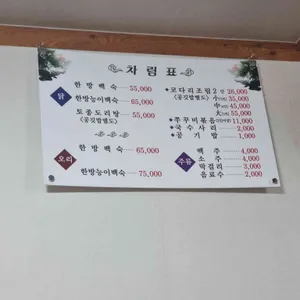 차림표
닭
한방백숙 55,000
한방능이백숙 65,000
토종도리탕 55,000
(공깃밥별도)
오리
한방백숙 65,000
한방능이백숙 75,000
*코다리조림2인 26,000
(공깃밥별도) 小 35,000
中 45,000
大 55,000
*쭈꾸미볶음 11,000
*국수사리 2,000
*공기밥 1,000
주류
맥주 4,000
소주 4,000
막걸리 3,000
음료수 2,000